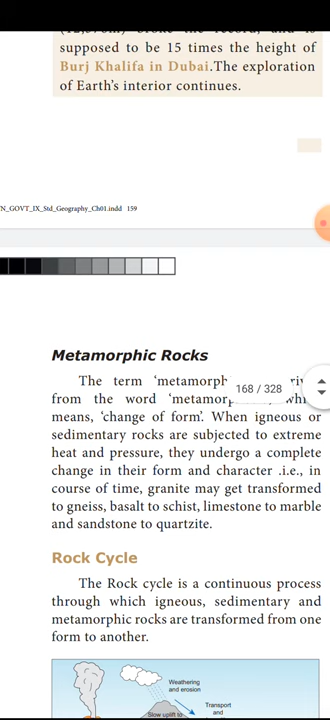 supposed to be 15 times the height of
Burj Khalifa in Dubai.The exploration
of Earth's interior continues.
N_GOVT_IX_Std_Geography_Ch01.indd 159
168 / 328
Metamorphic Rocks
The term ‘metamorph
from the word ‘metamor
means, ‘change of form’. When igneous or
sedimentary rocks are subjected to extreme
heat and pressure, they undergo a complete
change in their form and character .i.e., in
course of time, granite may get transformed
to gneiss, basalt to schist, limestone to marble
and sandstone to quartzite.
Rock Cycle
The Rock cycle is a continuous process
through which igneous, sedimentary and
metamorphic rocks are transformed from one
form to another.
Weathering
and erosion
Transport
and
Slow uplift to